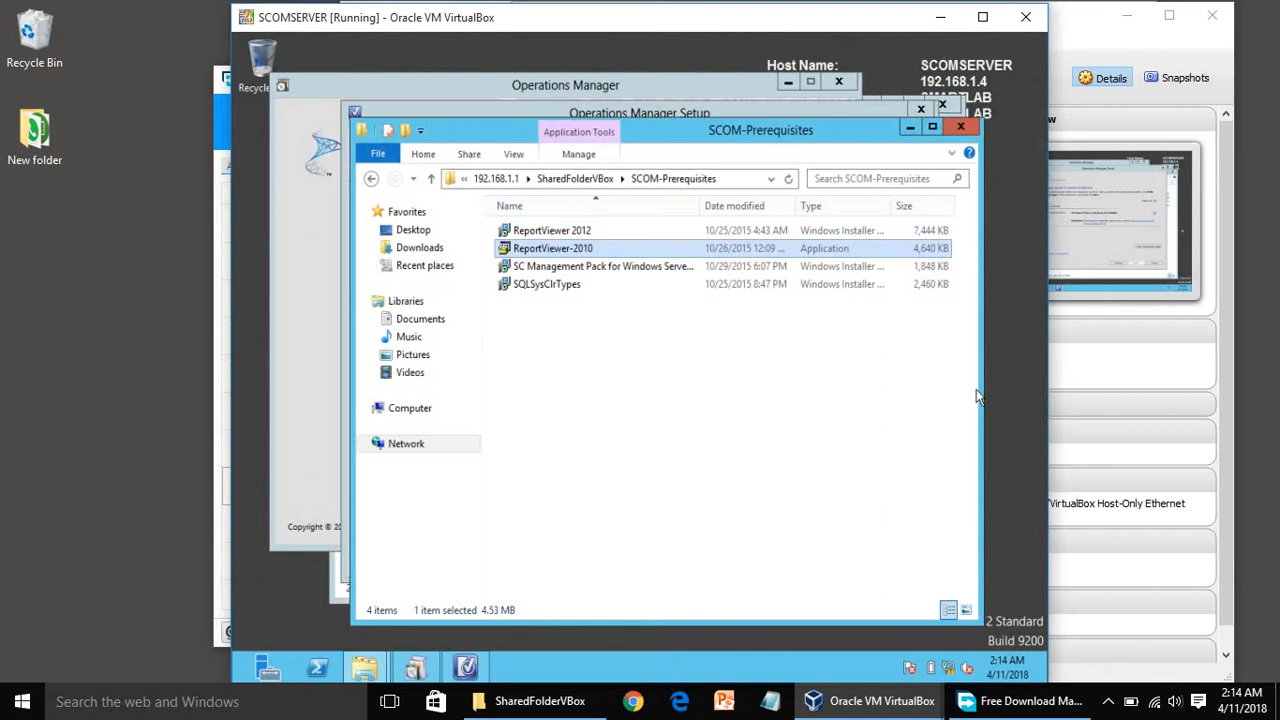 SCOMSERVER [Running] - Oracle VM VirtualBox
Recycle Bin
New folder
Recycle
Host Name:
SCOMSERVER
192.168.1.4
Operations Manager
Operations Manager Setup
Application Tools
SCOM-Prerequisites
File
Home
Share
View
Manage
192.168.1.1
SharedFolderVBox
SCOM-Prerequisites
Search SCOM-Prerequisites
Name
Date modified
Type
Size
Favorites
Desktop
Downloads
Recent places
Libraries
Documents
Music
Pictures
Videos
Computer
Network
ReportViewer 2012 10/25/2015 4:43 AM Windows Installer ... 7,444 KB
ReportViewer-2010 10/26/2015 12:09 ... Application 4,640 KB
SC Management Pack for Windows Serve... 10/29/2015 6:07 PM Windows Installer ... 1,848 KB
SQLSysClrTypes 10/25/2015 8:47 PM Windows Installer ... 2,460 KB
Copyright © 20
4 items 1 item selected 4.53 MB
2 Standard
Build 9200
2:14 AM
4/11/2018
Details
Snapshots
VirtualBox Host-Only Ethernet
Search the web and Windows
SharedFolderVBox
Oracle VM VirtualBox
Free Download Ma...
2:14 AM
4/11/2018